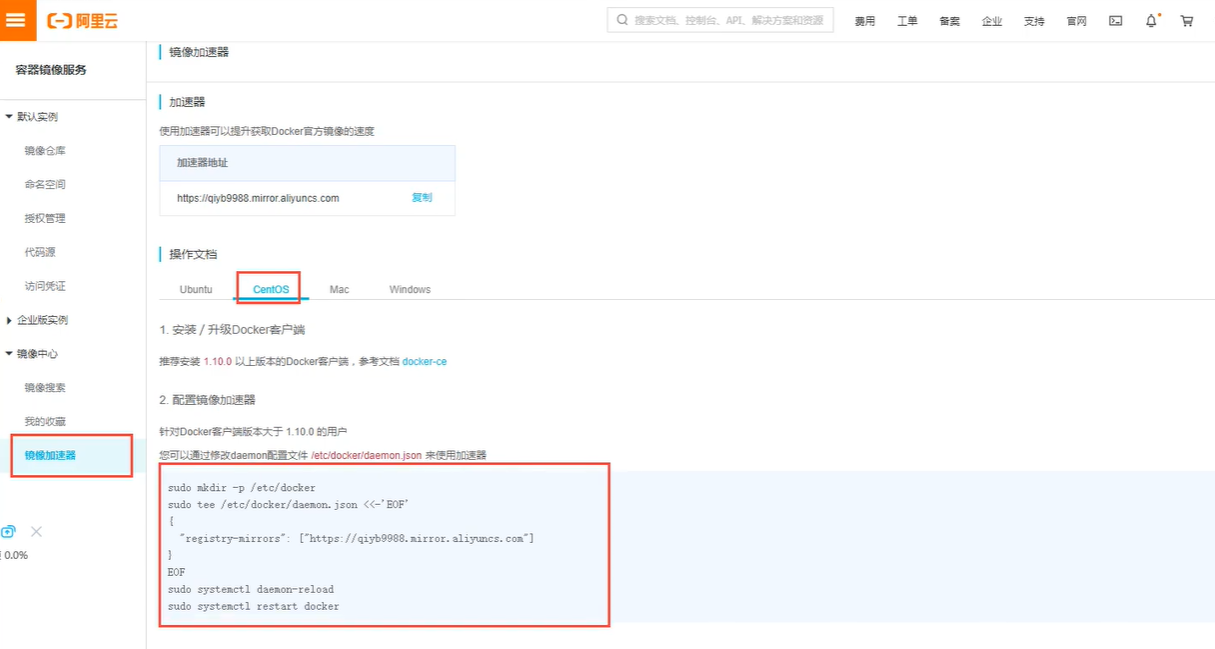 阿里云
搜索文档、控制台、API、解决方案和资源
费用 工单 备案 企业 支持 官网
容器镜像服务
默认实例
镜像仓库
命名空间
授权管理
代码源
访问凭证
企业版实例
镜像中心
镜像搜索
我的收藏
镜像加速器
0.0%
镜像加速器
加速器
使用加速器可以提升获取Docker官方镜像的速度
加速器地址
https://qiyb9988.mirror.aliyuncs.com 复制
操作文档
Ubuntu CentOS Mac Windows
1. 安装 / 升级Docker客户端
推荐安装 1.10.0 以上版本的Docker客户端，参考文档 docker-ce
2. 配置镜像加速器
针对Docker客户端版本大于 1.10.0 的用户
您可以通过修改daemon配置文件 /etc/docker/daemon.json 来使用加速器
sudo mkdir -p /etc/docker
sudo tee /etc/docker/daemon.json <<-'EOF'
{
"registry-mirrors": ["https://qiyb9988.mirror.aliyuncs.com"]
}
EOF
sudo systemctl daemon-reload
sudo systemctl restart docker